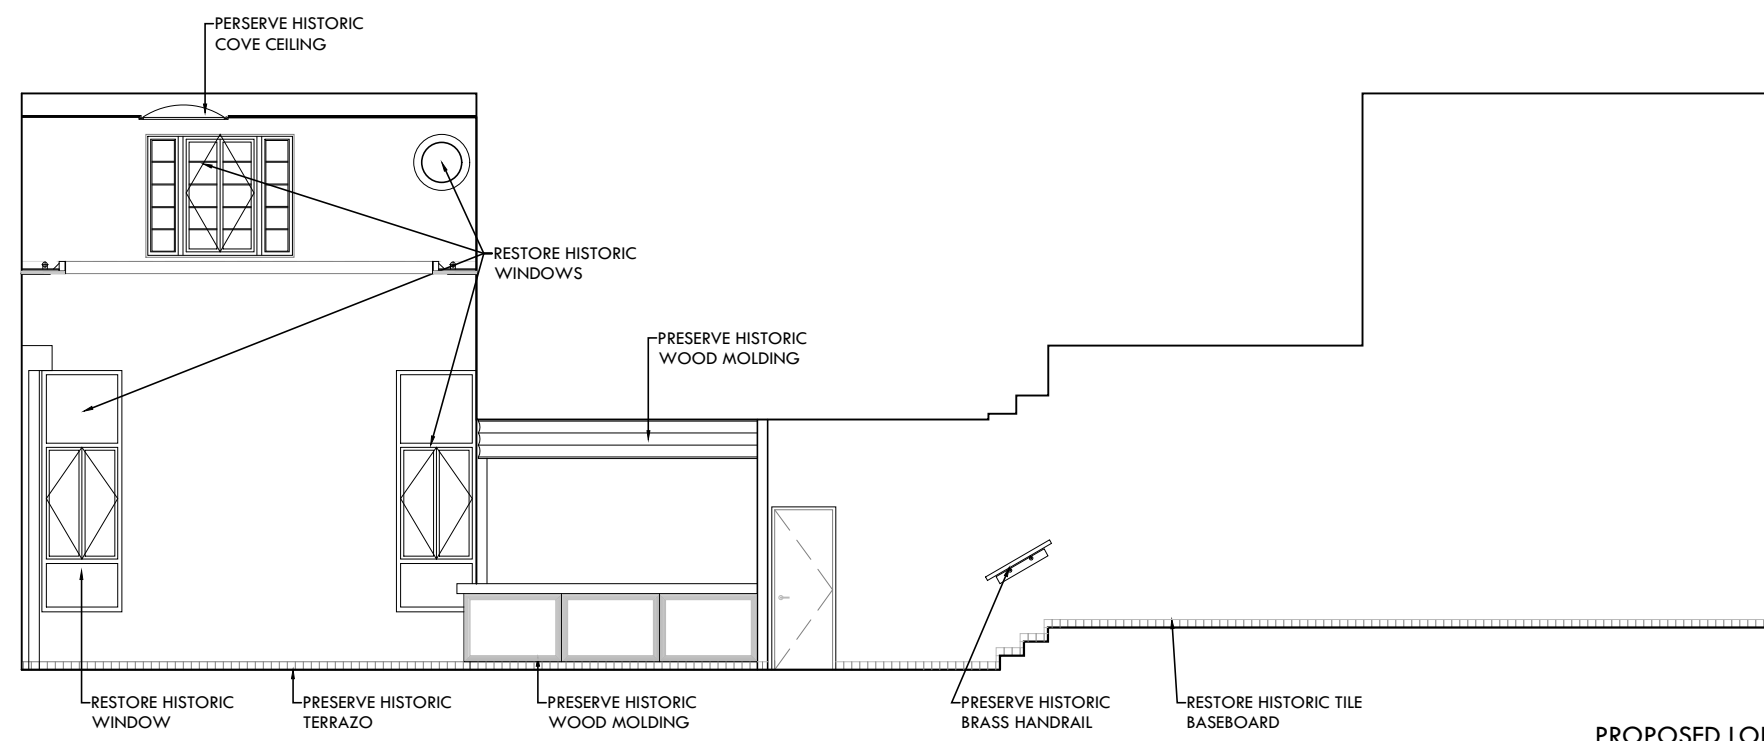 PERSERVE HISTORIC
COVE CEILING
RESTORE HISTORIC
WINDOWS
PRESERVE HISTORIC
WOOD MOLDING
RESTORE HISTORIC
WINDOW
PRESERVE HISTORIC
TERRAZO
PRESERVE HISTORIC
WOOD MOLDING
PRESERVE HISTORIC
BRASS HANDRAIL
RESTORE HISTORIC TILE
BASEBOARD
PROPOSED